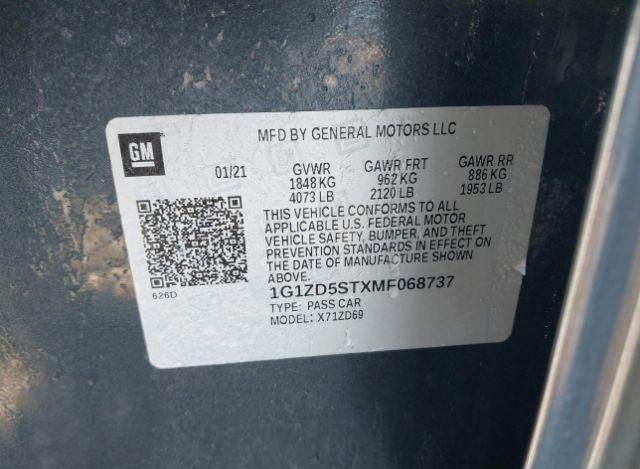 GM
MFD BY GENERAL MOTORS LLC
01/21 GVWR GAWR FRT GAWR RR
1848 KG 962 KG 886 KG
4073 LB 2120 LB 1953 LB
THIS VEHICLE CONFORMS TO ALL
APPLICABLE U.S. FEDERAL MOTOR
VEHICLE SAFETY, BUMPER, AND THEFT
PREVENTION STANDARDS IN EFFECT ON
THE DATE OF MANUFACTURE SHOWN
ABOVE.
626D
1G1ZD5STXMF068737
TYPE: PASS CAR
MODEL: X71ZD69